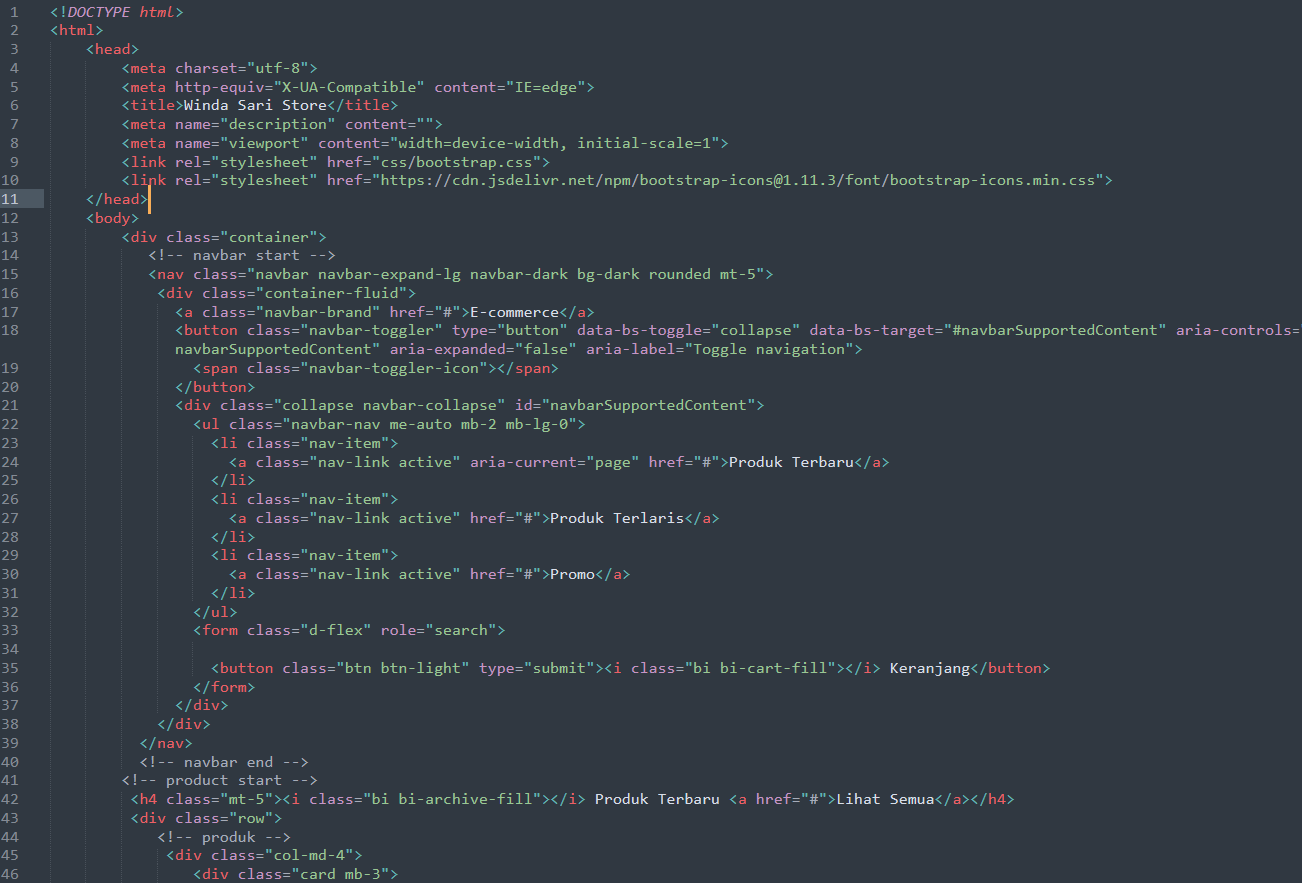 1 <!DOCTYPE html>
2 <html>
3 <head>
4 <meta charset="utf-8">
5 <meta http-equiv="X-UA-Compatible" content="IE=edge">
6 <title>Winda Sari Store</title>
7 <meta name="description" content="">
8 <meta name="viewport" content="width=device-width, initial-scale=1">
9 <link rel="stylesheet" href="css/bootstrap.css">
10 <link rel="stylesheet" href="https://cdn.jsdelivr.net/npm/bootstrap-icons@1.11.3/font/bootstrap-icons.min.css">
11 </head>
12 <body>
13 <div class="container">
14 <!-- navbar start -->
15 <nav class="navbar navbar-expand-lg navbar-dark bg-dark rounded mt-5">
16 <div class="container-fluid">
17 <a class="navbar-brand" href="#">E-commerce</a>
18 <button class="navbar-toggler" type="button" data-bs-toggle="collapse" data-bs-target="#navbarSupportedContent" aria-controls="
navbarSupportedContent" aria-expanded="false" aria-label="Toggle navigation">
19 <span class="navbar-toggler-icon"></span>
20 </button>
21 <div class="collapse navbar-collapse" id="navbarSupportedContent">
22 <ul class="navbar-nav me-auto mb-2 mb-lg-0">
23 <li class="nav-item">
24 <a class="nav-link active" aria-current="page" href="#">Produk Terbaru</a>
25 </li>
26 <li class="nav-item">
27 <a class="nav-link active" href="#">Produk Terlaris</a>
28 </li>
29 <li class="nav-item">
30 <a class="nav-link active" href="#">Promo</a>
31 </li>
32 </ul>
33 <form class="d-flex" role="search">
34
35 <button class="btn btn-light" type="submit"><i class="bi bi-cart-fill"></i> Keranjang</button>
36 </form>
37 </div>
38 </div>
39 </nav>
40 <!-- navbar end -->
41 <!-- product start -->
42 <h4 class="mt-5"><i class="bi bi-archive-fill"></i> Produk Terbaru <a href="#">Lihat Semua</a></h4>
43 <div class="row">
44 <!-- produk -->
45 <div class="col-md-4">
46 <div class="card mb-3">